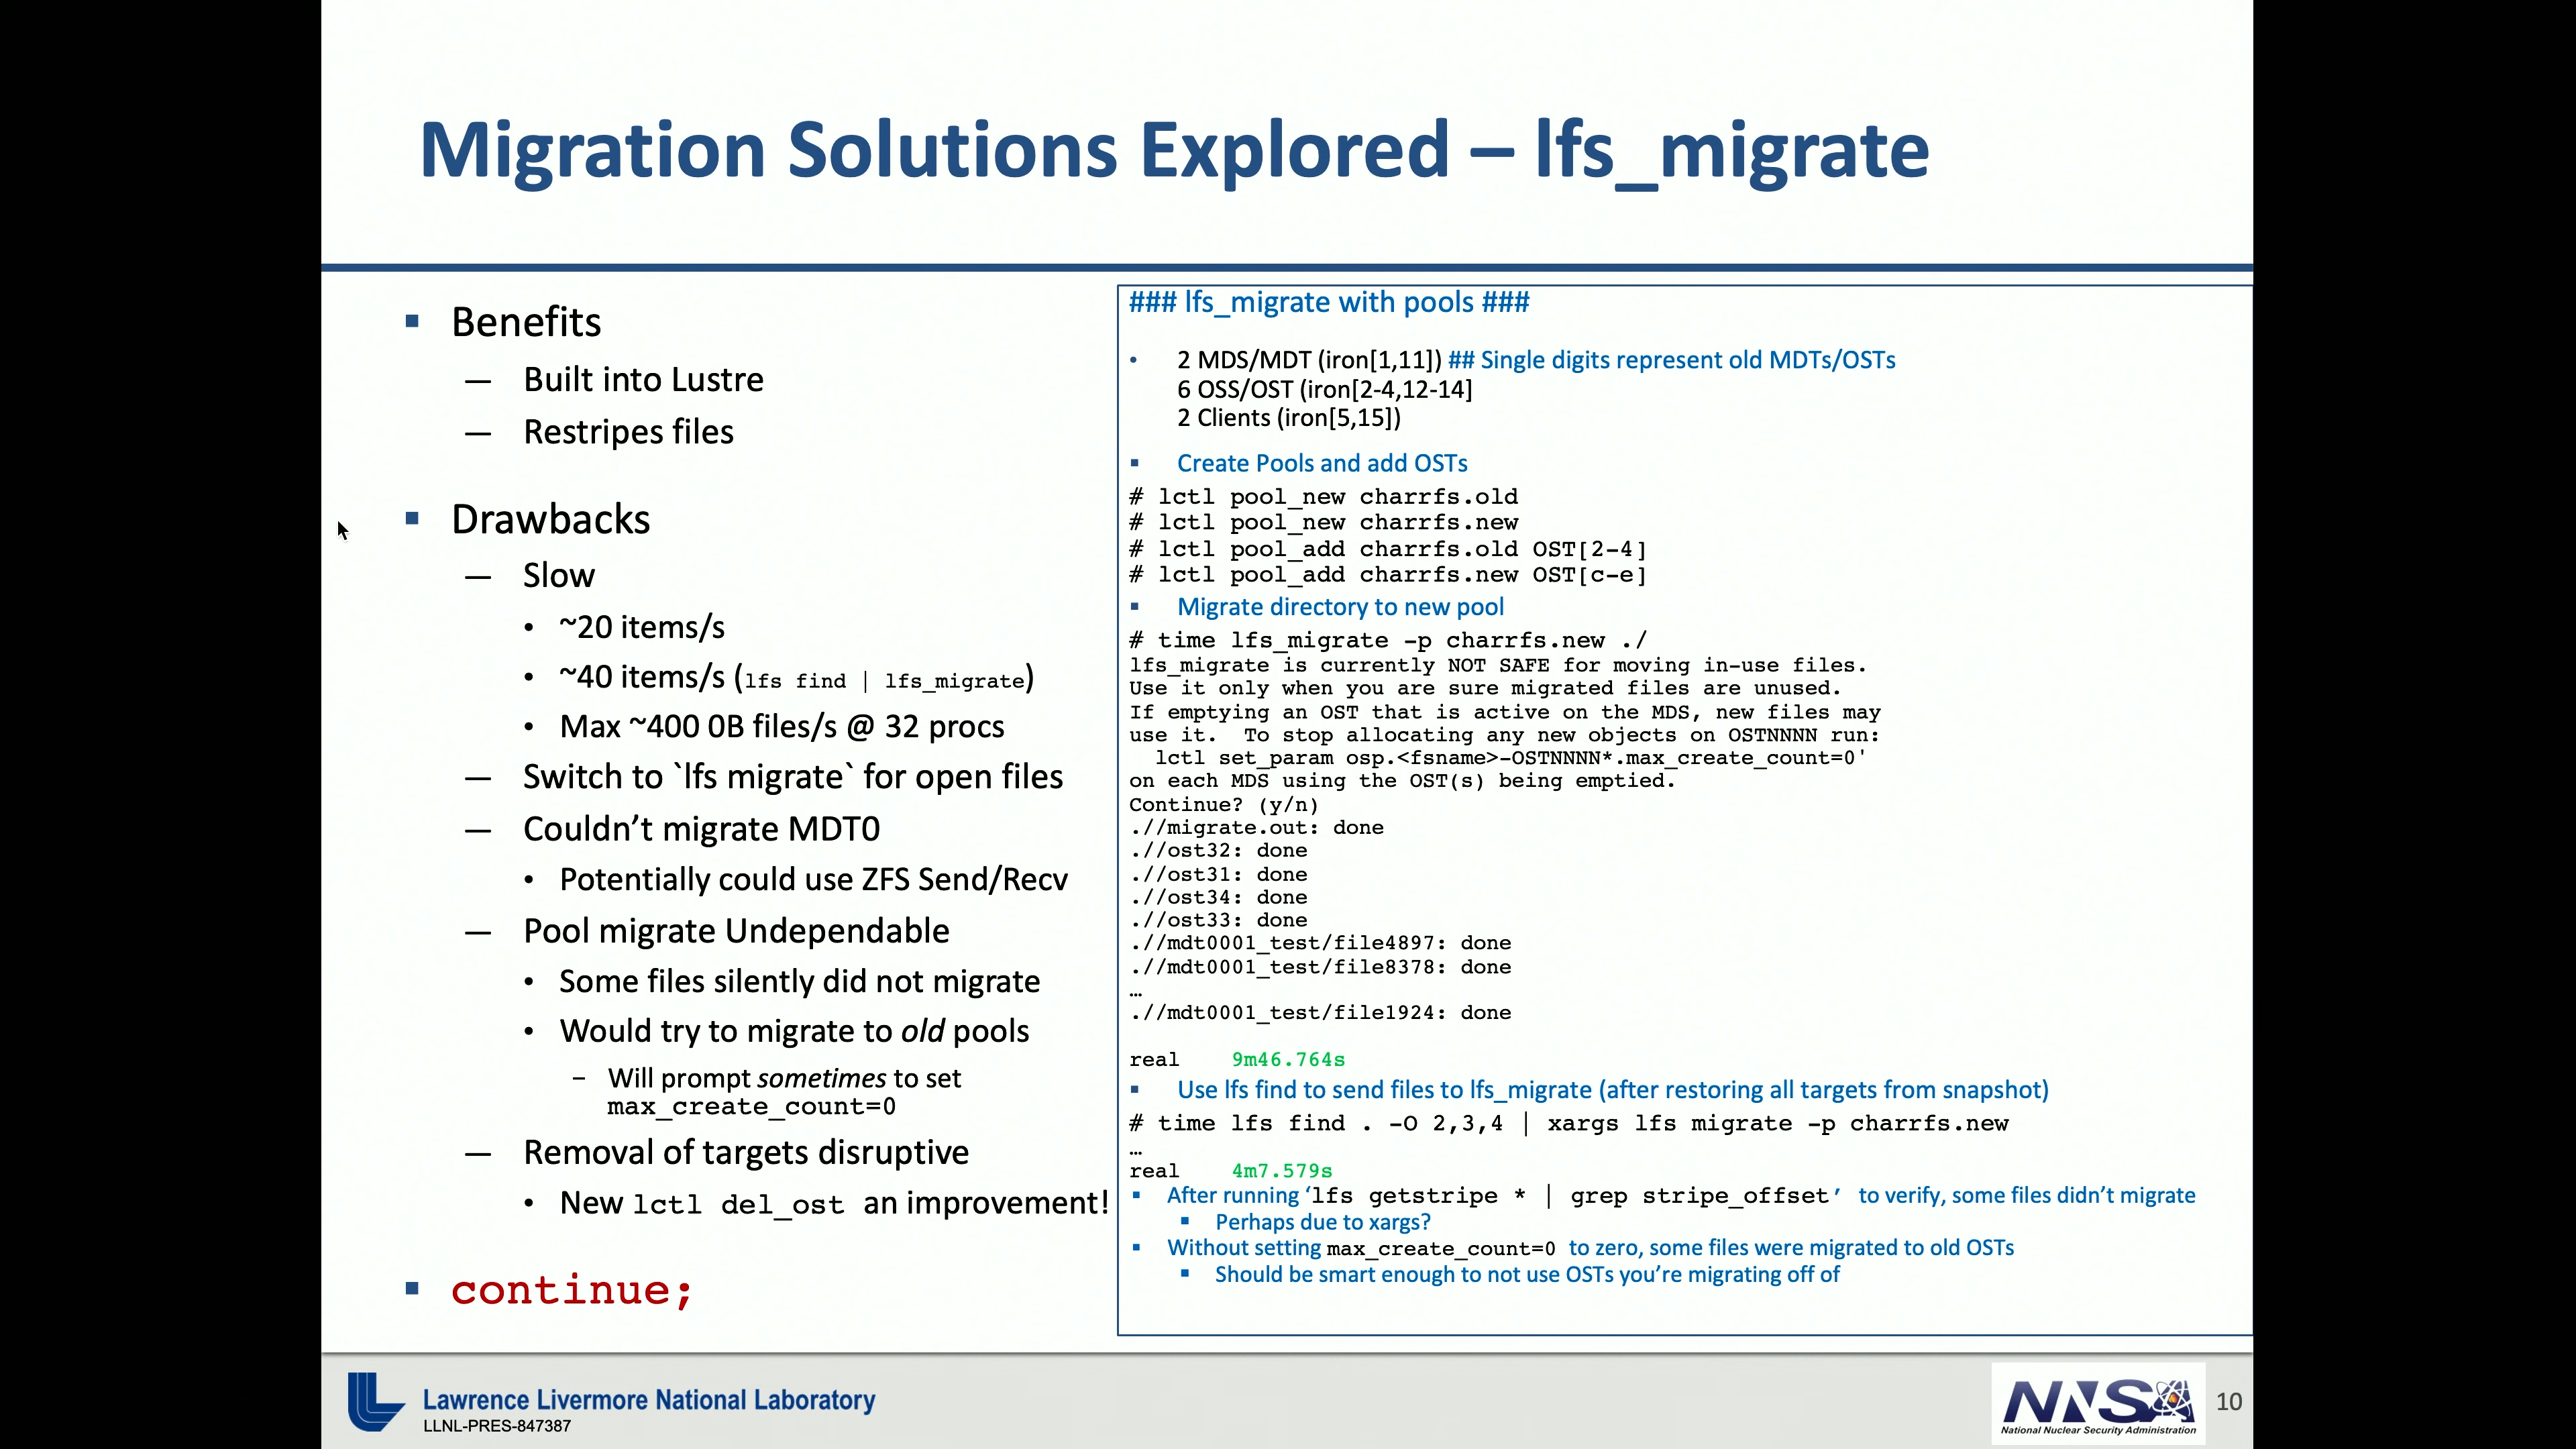 Migration Solutions Explored – lfs_migrate
▪ Benefits
— Built into Lustre
— Restripes files
▪ Drawbacks
— Slow
• ~20 items/s
• ~40 items/s (lfs find | lfs_migrate)
• Max ~400 0B files/s @ 32 procs
— Switch to `lfs migrate` for open files
— Couldn’t migrate MDT0
• Potentially could use ZFS Send/Recv
— Pool migrate Undependable
• Some files silently did not migrate
• Would try to migrate to old pools
– Will prompt sometimes to set
max_create_count=0
— Removal of targets disruptive
• New lctl del_ost an improvement!
▪ continue;
### lfs_migrate with pools ###
• 2 MDS/MDT (iron[1,11]) ## Single digits represent old MDTs/OSTs
6 OSS/OST (iron[2-4,12-14]
2 Clients (iron[5,15])
▪ Create Pools and add OSTs
# lctl pool_new charrfs.old
# lctl pool_new charrfs.new
# lctl pool_add charrfs.old OST[2-4]
# lctl pool_add charrfs.new OST[c-e]
▪ Migrate directory to new pool
# time lfs_migrate -p charrfs.new ./
lfs_migrate is currently NOT SAFE for moving in-use files.
Use it only when you are sure migrated files are unused.
If emptying an OST that is active on the MDS, new files may
use it. To stop allocating any new objects on OSTNNNN run:
lctl set_param osp.<fsname>-OSTNNNN*.max_create_count=0'
on each MDS using the OST(s) being emptied.
Continue? (y/n)
.//migrate.out: done
.//ost32: done
.//ost31: done
.//ost34: done
.//ost33: done
.//mdt0001_test/file4897: done
.//mdt0001_test/file8378: done
…
.//mdt0001_test/file1924: done
real 9m46.764s
▪ Use lfs find to send files to lfs_migrate (after restoring all targets from snapshot)
# time lfs find . -O 2,3,4 | xargs lfs migrate -p charrfs.new
…
real 4m7.579s
▪ After running ‘lfs getstripe * | grep stripe_offset’ to verify, some files didn’t migrate
▪ Perhaps due to xargs?
▪ Without setting max_create_count=0 to zero, some files were migrated to old OSTs
▪ Should be smart enough to not use OSTs you’re migrating off of
Lawrence Livermore National Laboratory
LLNL-PRES-847387
NNSA
National Nuclear Security Administration
10